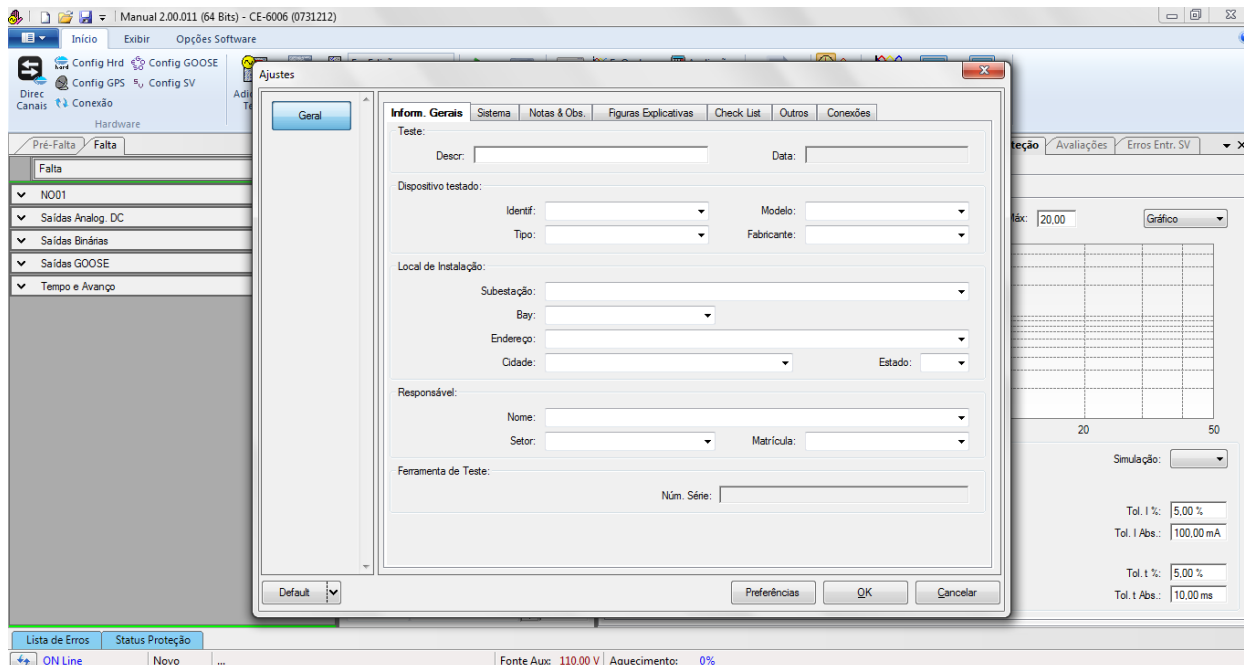 Manual 2.00.011 (64 Bits) - CE-6006 (0731212)
Início Exibir Opções Software
Config Hrd Config GOOSE
Config GPS Config SV
Direc Canais Conexão
Hardware
Ajustes
Pré-Falta Falta
Falta
NO01
Saídas Analog. DC
Saídas Binárias
Saídas GOOSE
Tempo e Avanço
Geral
Inform. Gerais Sistema Notas & Obs. Figuras Explicativas Check List Outros Conexões
Teste:
Descr: Data:
Dispositivo testado:
Identif: Modelo:
Tipo: Fabricante:
Local de Instalação:
Subestação:
Bay:
Endereço:
Cidade: Estado:
Responsável:
Nome:
Setor: Matrícula:
Ferramenta de Teste:
Núm. Série:
Default Preferências OK Cancelar
Avaliações Erros Entr. SV
20,00 Gráfico
20 50
Simulação:
Tol. I %: 5,00 %
Tol. I Abs.: 100,00 mA
Tol. t %: 5,00 %
Tol. t Abs.: 10,00 ms
Lista de Erros Status Proteção
ON Line Novo ... Fonte Aux: 110.00 V Aquecimento: 0%